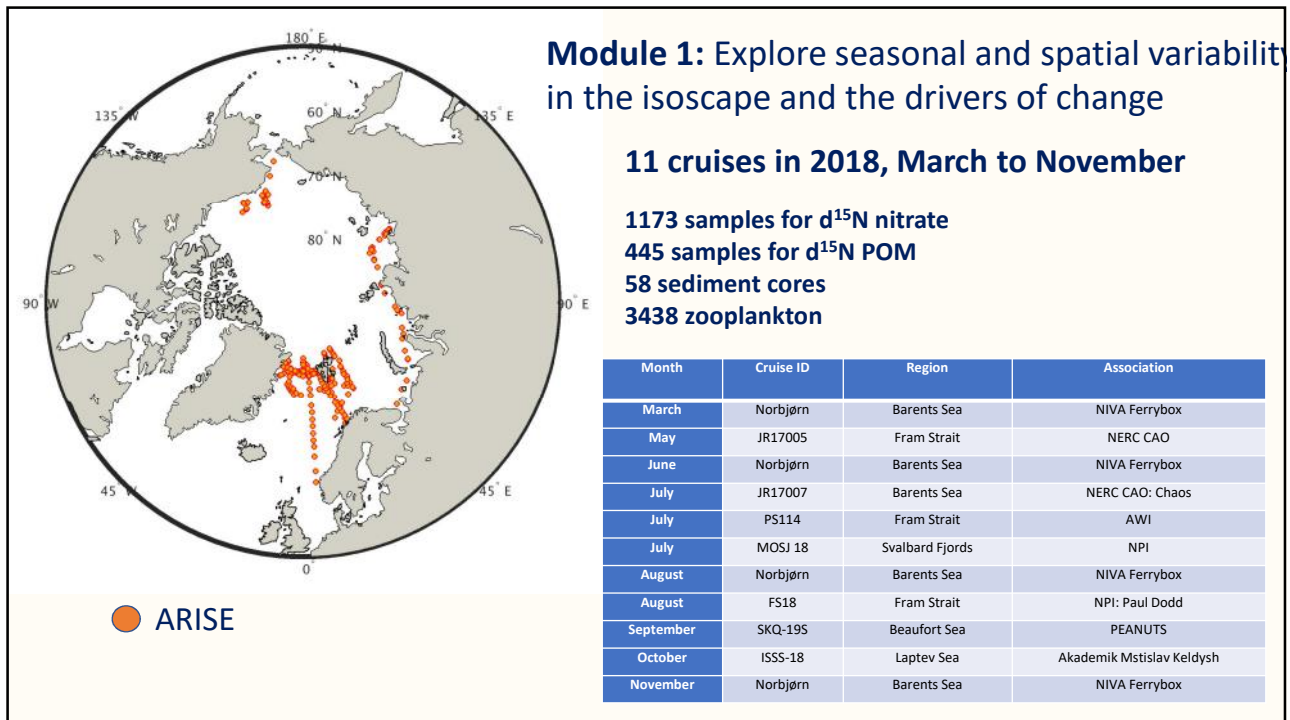 Module 1: Explore seasonal and spatial variability
in the isoscape and the drivers of change
11 cruises in 2018, March to November
1173 samples for d¹⁵N nitrate
445 samples for d¹⁵N POM
58 sediment cores
3438 zooplankton
180° E
50° N
135° W
60° N
135° E
70° N
80° N
90° W
90° E
45° W
45° E
0°
ARISE
Month Cruise ID Region Association
March Norbjørn Barents Sea NIVA Ferrybox
May JR17005 Fram Strait NERC CAO
June Norbjørn Barents Sea NIVA Ferrybox
July JR17007 Barents Sea NERC CAO: Chaos
July PS114 Fram Strait AWI
July MOSJ 18 Svalbard Fjords NPI
August Norbjørn Barents Sea NIVA Ferrybox
August FS18 Fram Strait NPI: Paul Dodd
September SKQ-19S Beaufort Sea PEANUTS
October ISSS-18 Laptev Sea Akademik Mstislav Keldysh
November Norbjørn Barents Sea NIVA Ferrybox